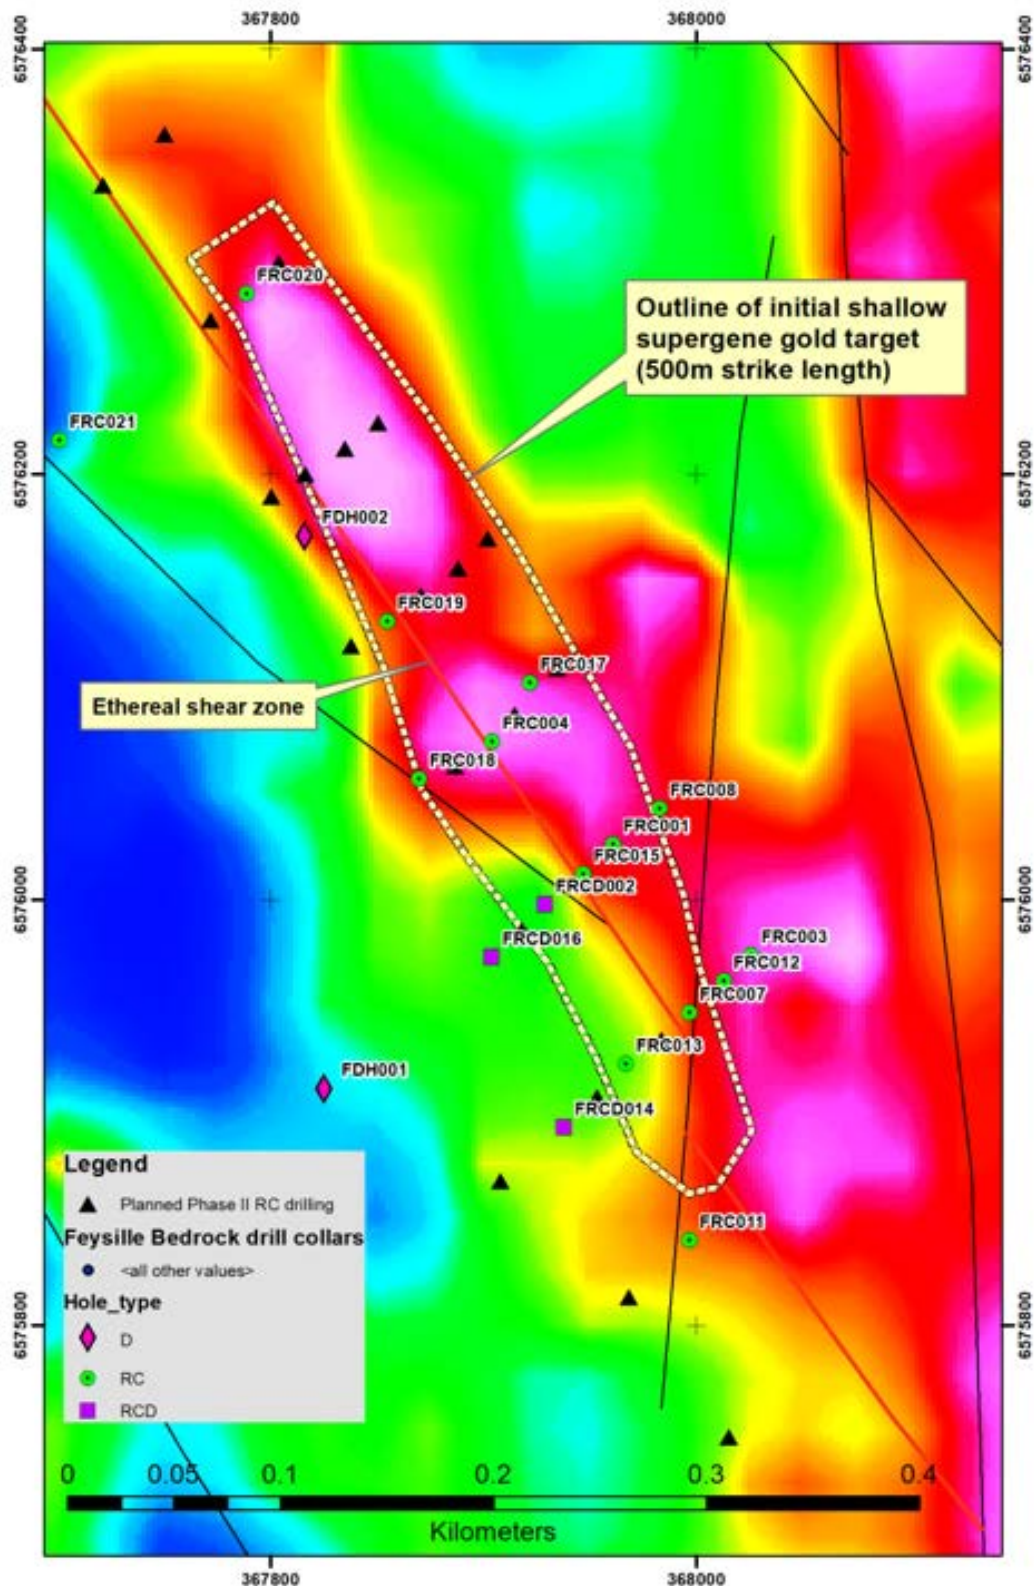 367800
368000
6576400
6576400
FRC020
Outline of initial shallow
supergene gold target
(500m strike length)
FRC021
6576200
6576200
FDH002
FRC019
FRC017
Ethereal shear zone
FRC004
FRC018
FRC008
FRC001
FRC015
FRCD002
6576000
6576000
FRCD016
FRC003
FRC012
FRC007
FRC013
FDH001
FRCD014
Legend
Planned Phase II RC drilling
Feysille Bedrock drill collars
<all other values>
Hole_type
D
RC
RCD
FRC011
6575800
6575800
0 0.05 0.1 0.2 0.3 0.4
Kilometers
367800
368000